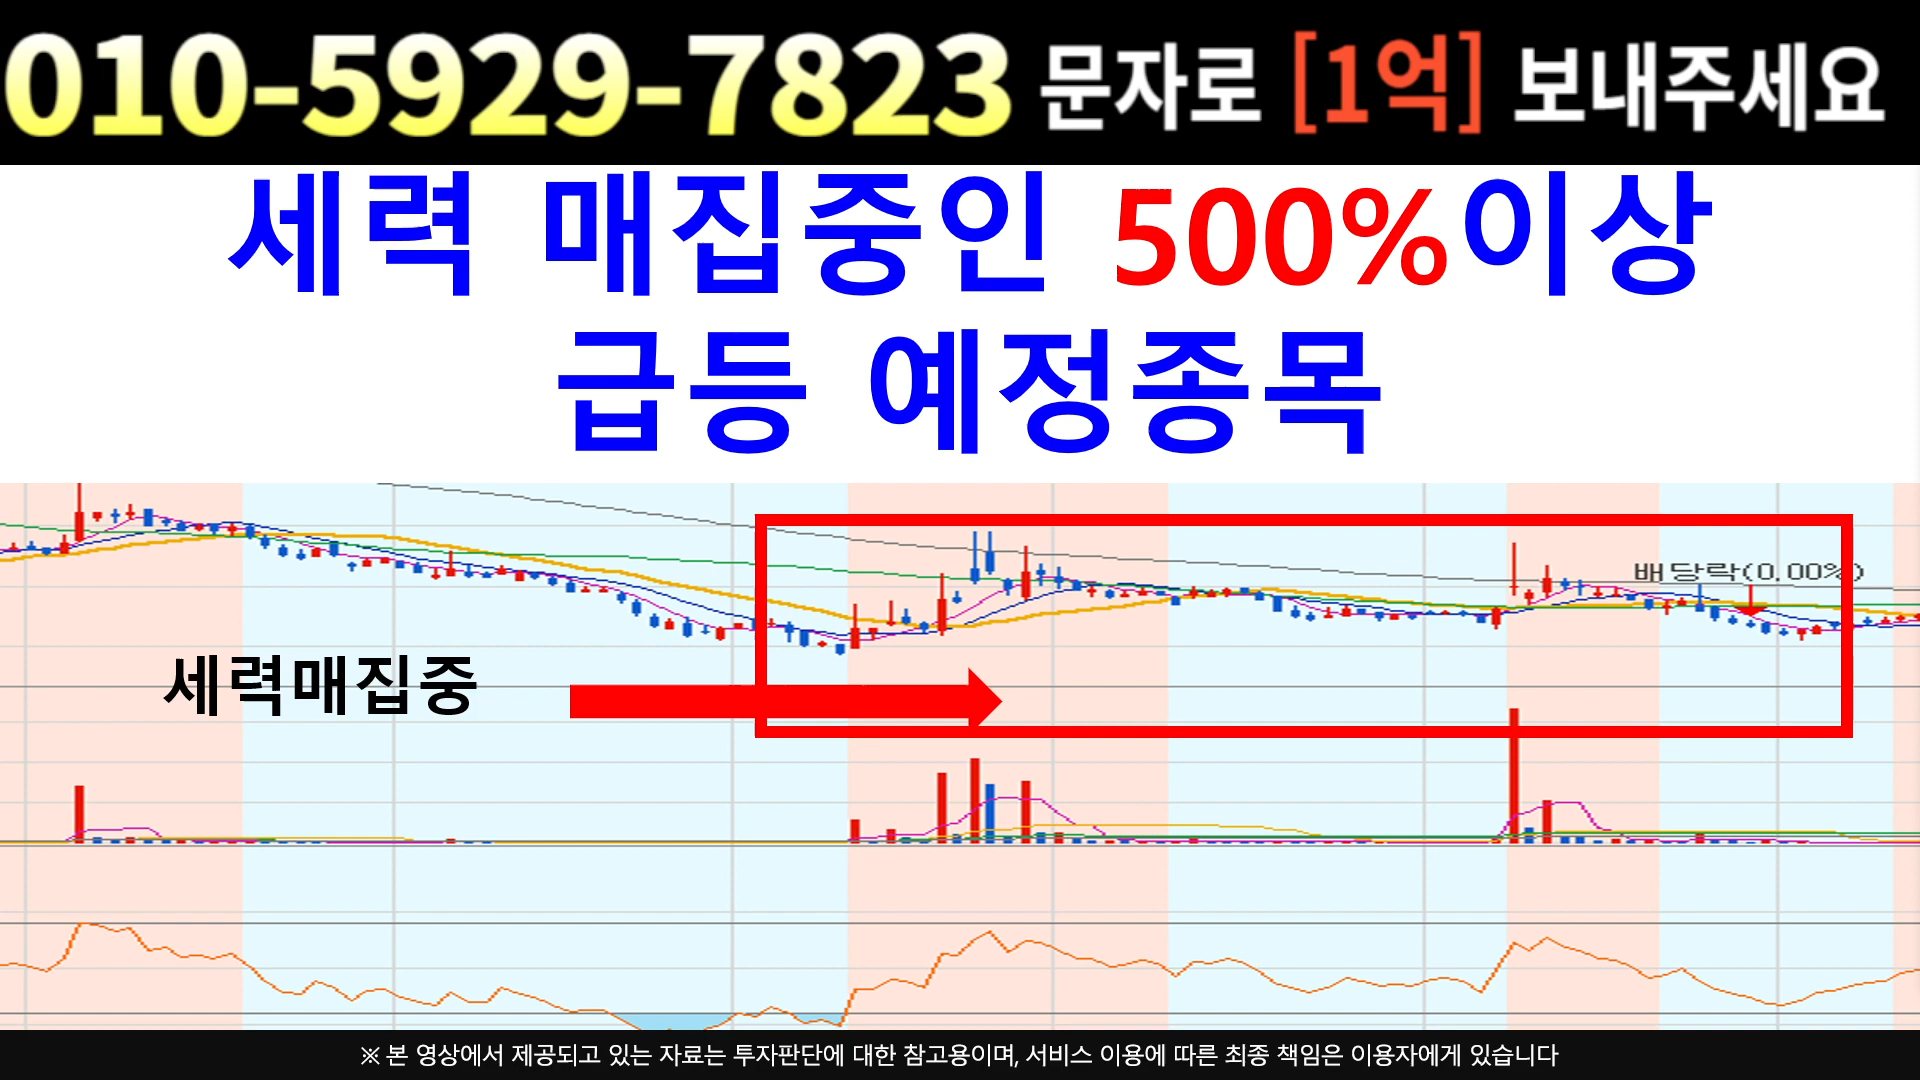 010-5929-7823 문자로 [1억] 보내주세요
세력 매집중인 500%이상
급등 예정종목
배당락(0.00%)
세력매집중
※ 본 영상에서 제공되고 있는 자료는 투자판단에 대한 참고용이며, 서비스 이용에 따른 최종 책임은 이용자에게 있습니다